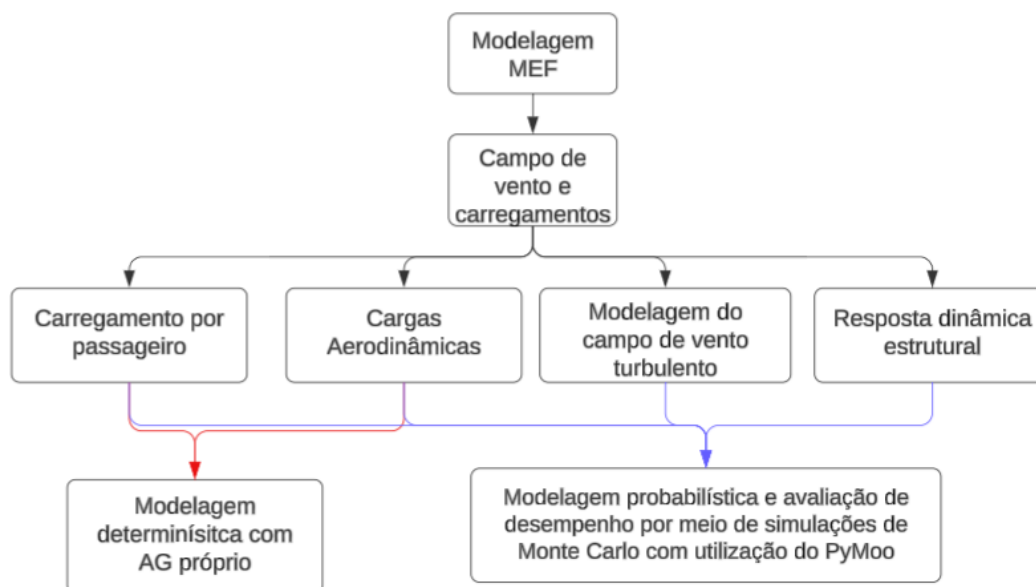 Modelagem
MEF
Campo de
vento e
carregamentos
Carregamento por
passageiro
Cargas
Aerodinâmicas
Modelagem do
campo de vento
turbulento
Resposta dinâmica
estrutural
Modelagem
determinísitca com
AG próprio
Modelagem probabilística e avaliação de
desempenho por meio de simulações de
Monte Carlo com utilização do PyMoo